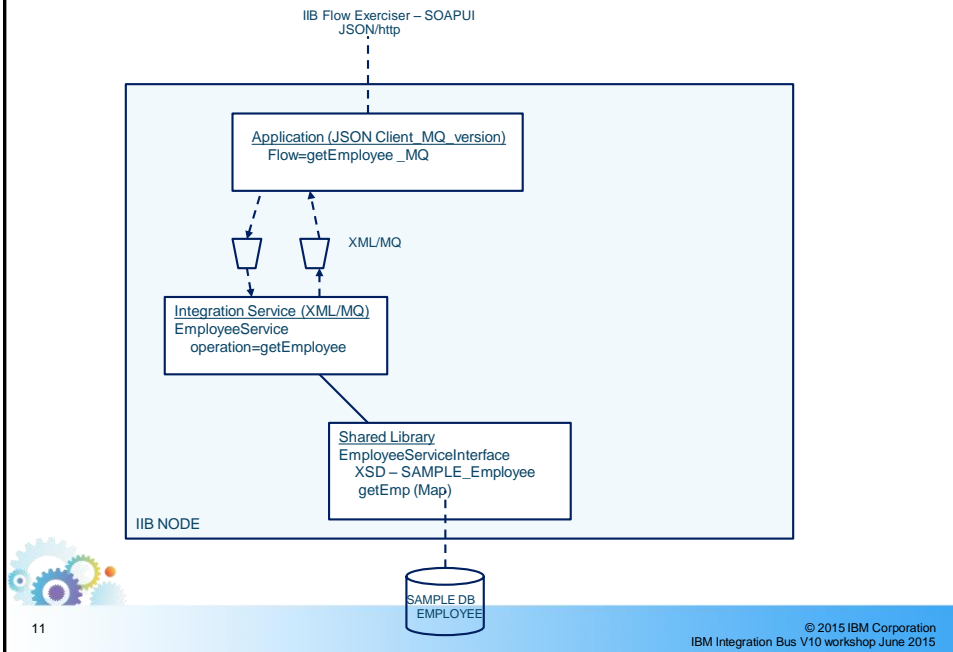 IIB Flow Exerciser – SOAPUI
JSON/http
Application (JSON Client_MQ_version)
Flow=getEmployee _MQ
XML/MQ
Integration Service (XML/MQ)
EmployeeService
operation=getEmployee
Shared Library
EmployeeServiceInterface
XSD – SAMPLE_Employee
getEmp (Map)
IIB NODE
SAMPLE DB
EMPLOYEE
11
© 2015 IBM Corporation
IBM Integration Bus V10 workshop June 2015